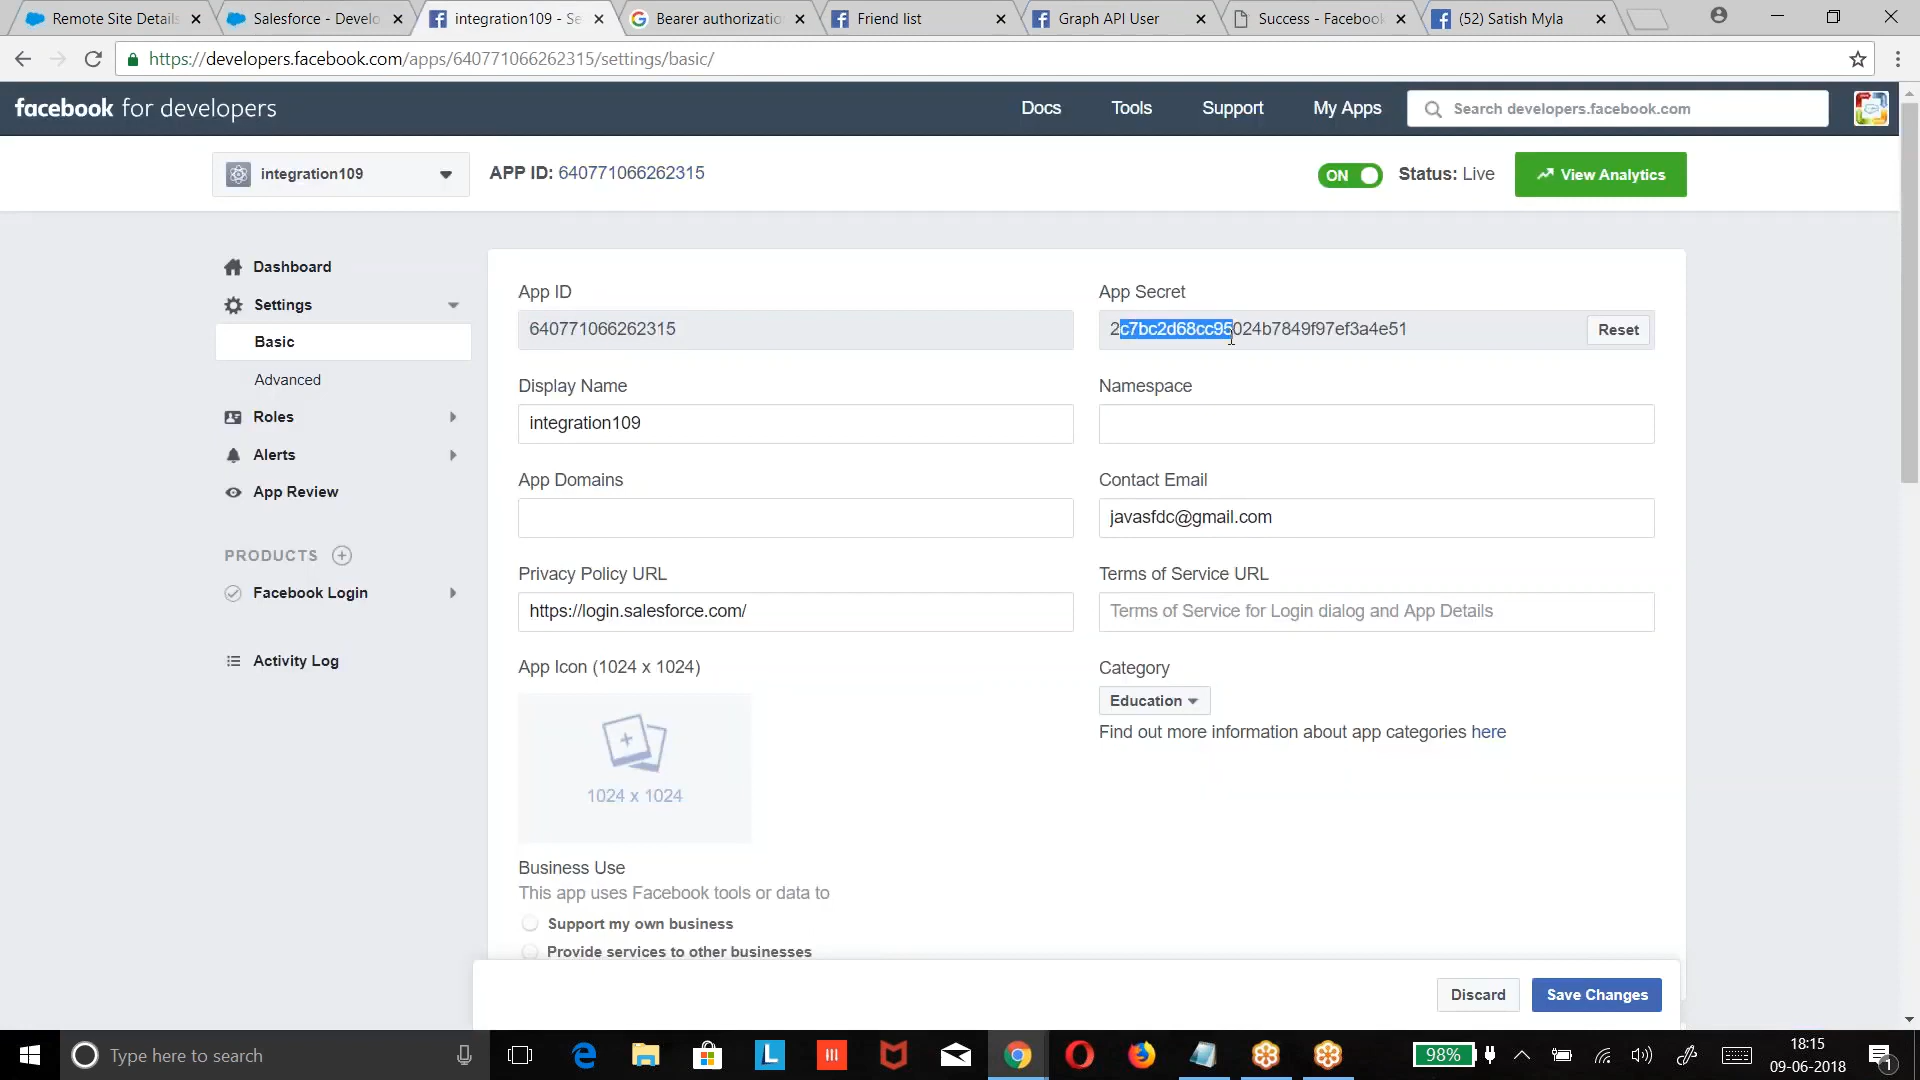 Remote Site Details
Salesforce - Develo
integration109 - Se
Bearer authorizatio
Friend list
Graph API User
Success - Facebook
(52) Satish Myla
https://developers.facebook.com/apps/640771066262315/settings/basic/
facebook for developers
Docs
Tools
Support
My Apps
Search developers.facebook.com
integration109
APP ID: 640771066262315
ON
Status: Live
View Analytics
Dashboard
Settings
Basic
Advanced
Roles
Alerts
App Review
PRODUCTS
Facebook Login
Activity Log
App ID
640771066262315
App Secret
2c7bc2d68cc95024b7849f97ef3a4e51
Reset
Display Name
integration109
Namespace
App Domains
Contact Email
javasfdc@gmail.com
Privacy Policy URL
https://login.salesforce.com/
Terms of Service URL
Terms of Service for Login dialog and App Details
App Icon (1024 x 1024)
1024 x 1024
Category
Education
Find out more information about app categories here
Business Use
This app uses Facebook tools or data to
Support my own business
Provide services to other businesses
Discard
Save Changes
Type here to search
98%
18:15
09-06-2018
1